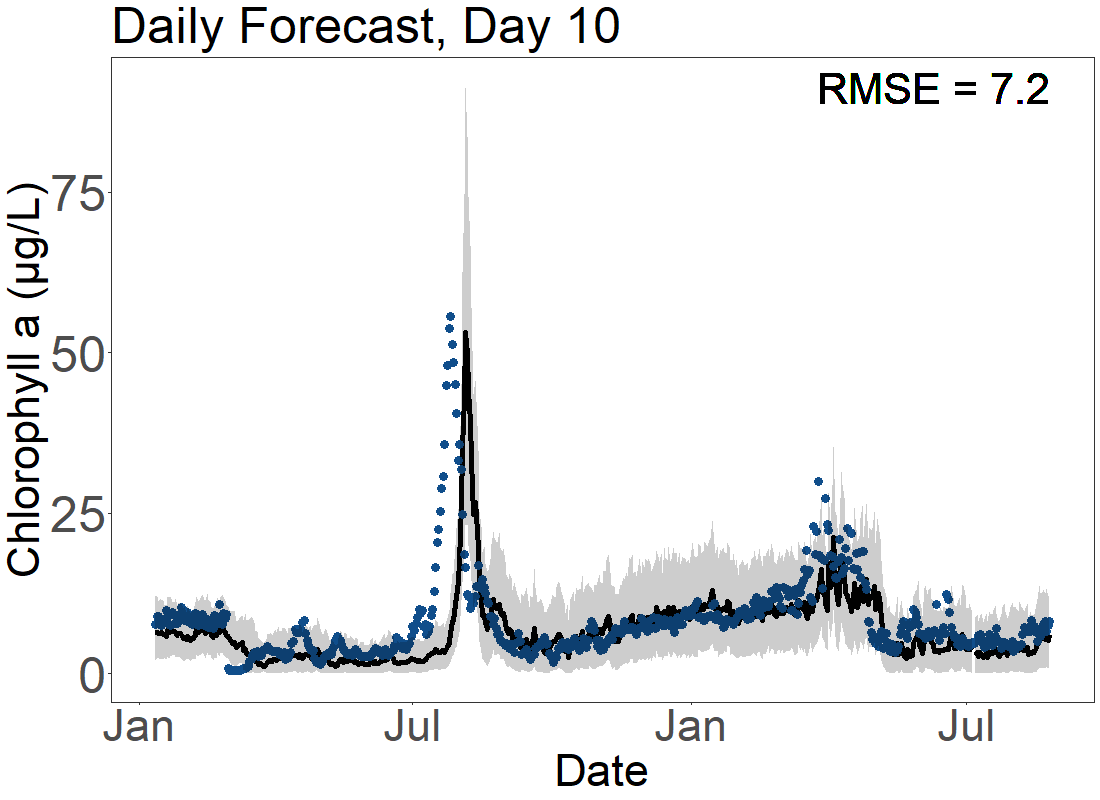 Daily Forecast, Day 10
RMSE = 7.2
Chlorophyll a (µg/L)
75
50
25
0
Jan
Jul
Jan
Jul
Date